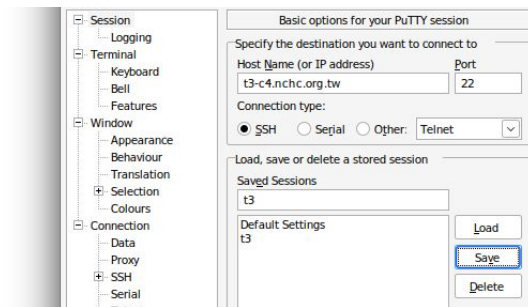 Session
Logging
Terminal
Keyboard
Bell
Features
Window
Appearance
Behaviour
Translation
Selection
Colours
Connection
Data
Proxy
SSH
Serial
Basic options for your PuTTY session
Specify the destination you want to connect to
Host Name (or IP address) Port
t3-c4.nchc.org.tw 22
Connection type:
SSH Serial Other: Telnet
Load, save or delete a stored session
Saved Sessions
t3
Default Settings
t3
Load
Save
Delete